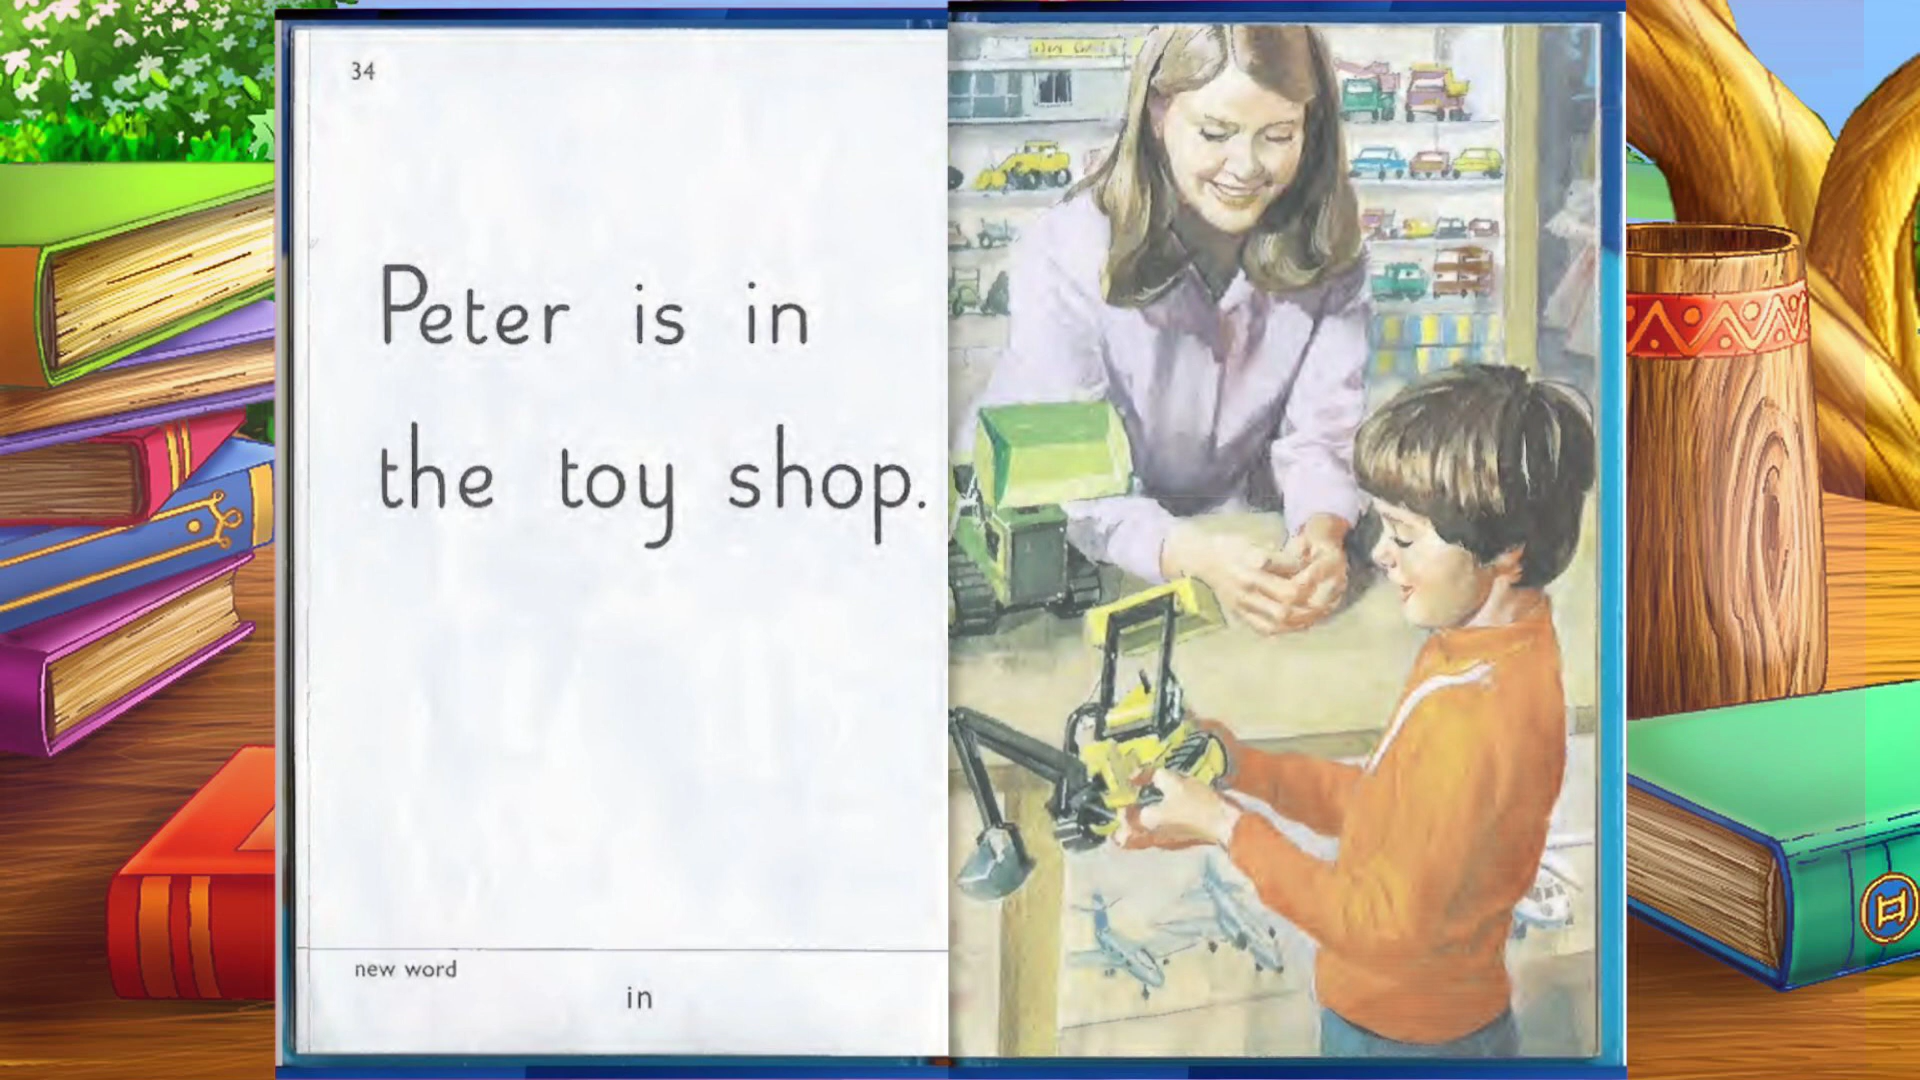 34
Peter is in
the toy shop.
new word
in